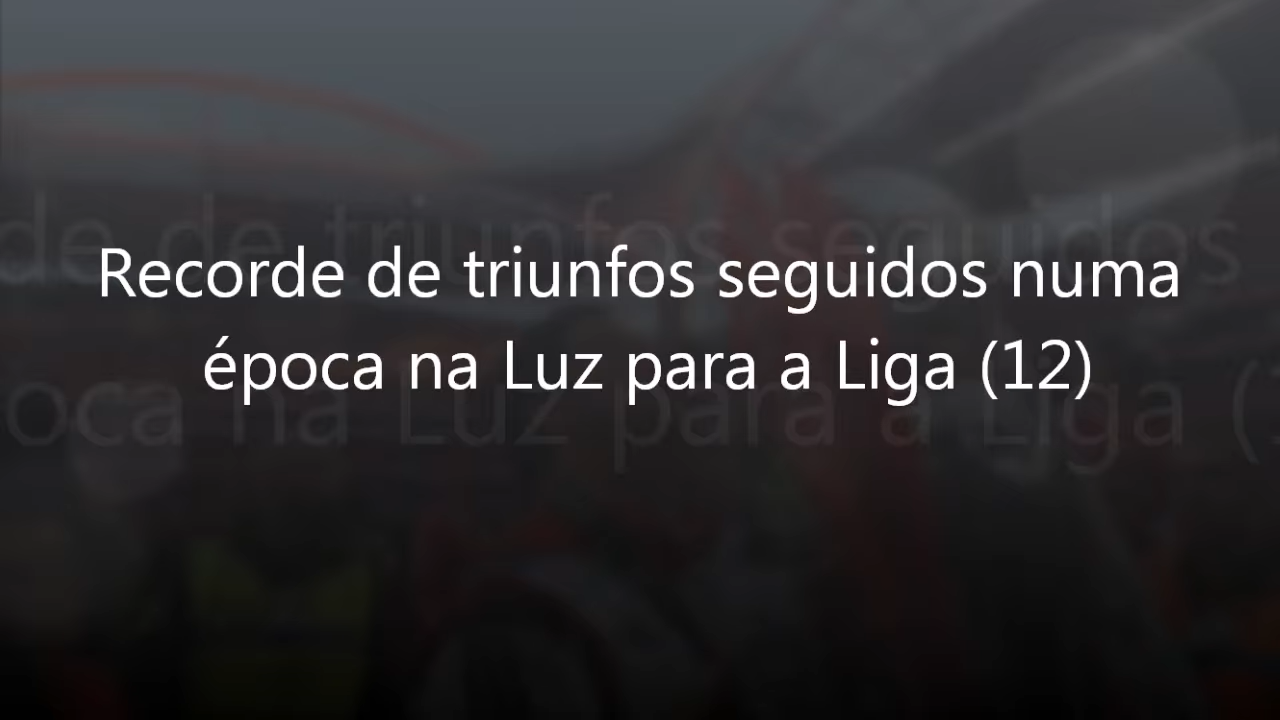 Recorde de triunfos seguidos numa
época na Luz para a Liga (12)